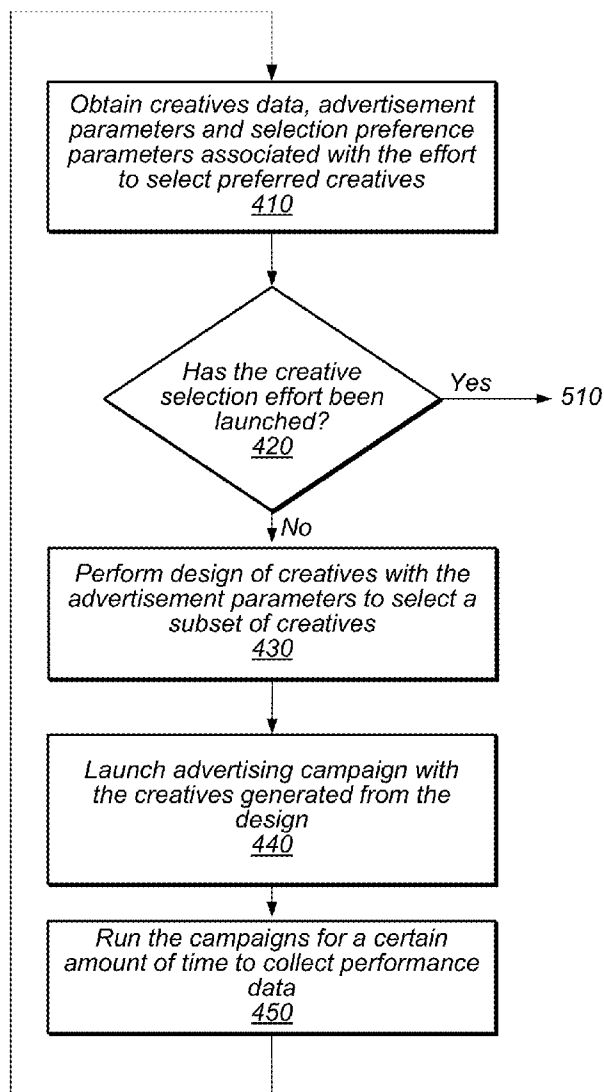 Obtain creatives data, advertisement
parameters and selection preference
parameters associated with the effort
to select preferred creatives
410
Has the creative
selection effort been
launched?
420
Yes
510
No
Perform design of creatives with the
advertisement parameters to select a
subset of creatives
430
Launch advertising campaign with
the creatives generated from the
design
440
Run the campaigns for a certain
amount of time to collect performance
data
450